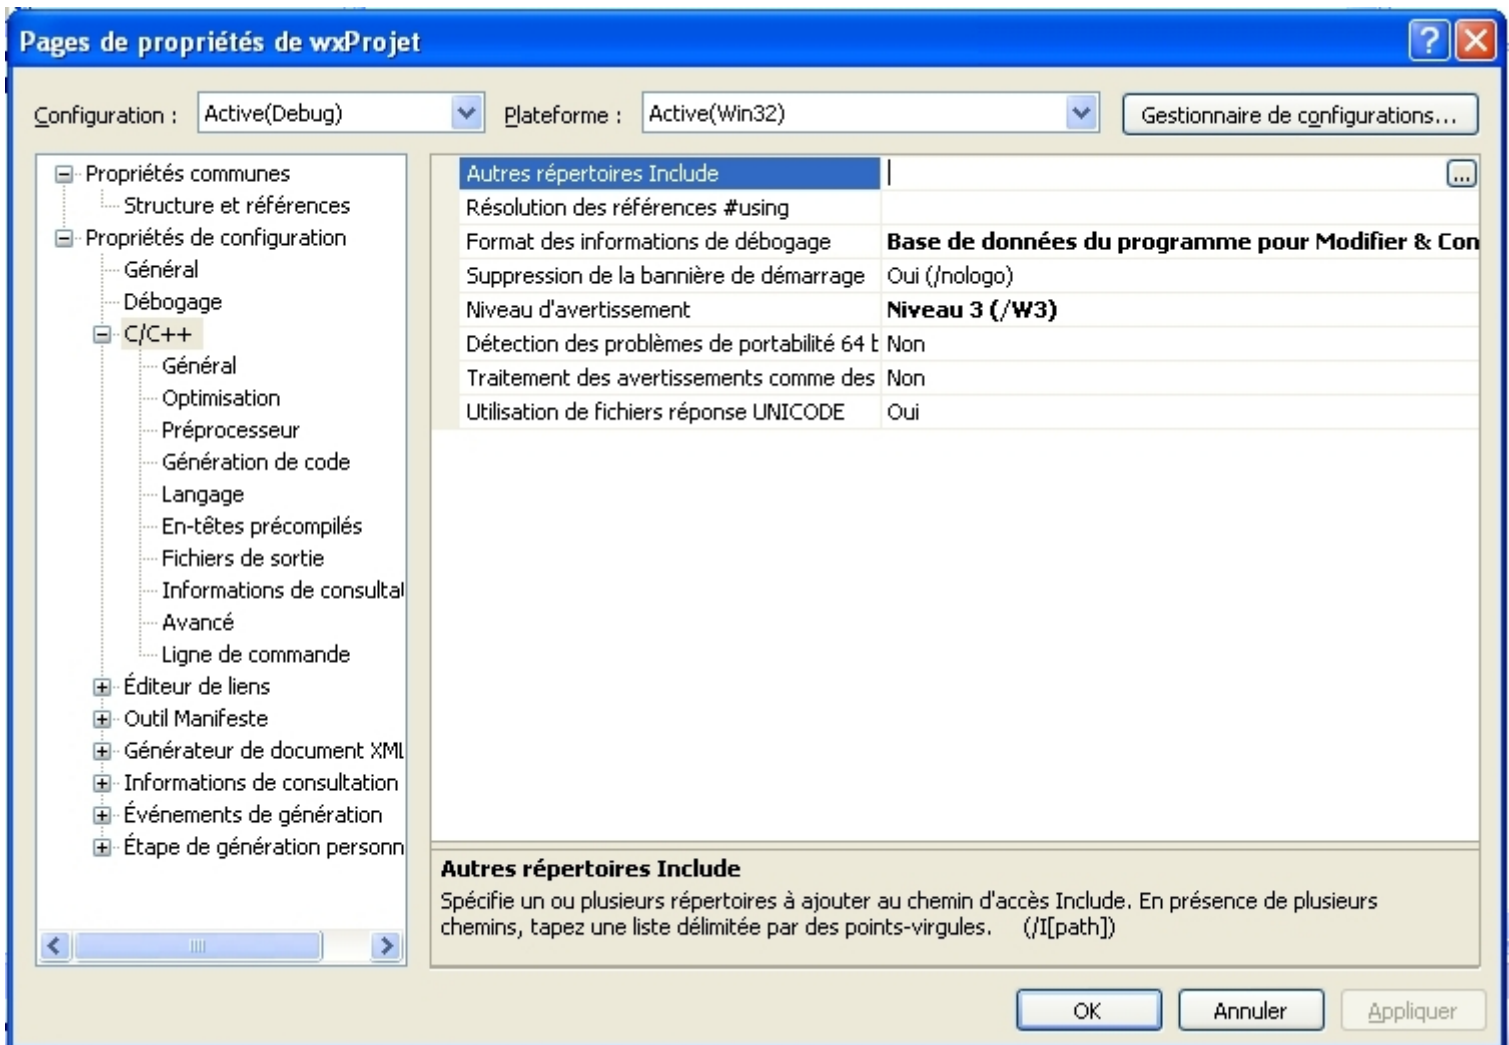 Pages de propriétés de wxProjet
Configuration : Active(Debug) Plateforme : Active(Win32) Gestionnaire de configurations...
Propriétés communes
Structure et références
Propriétés de configuration
Général
Débogage
C/C++
Général
Optimisation
Préprocesseur
Génération de code
Langage
En-têtes précompilés
Fichiers de sortie
Informations de consultat
Avancé
Ligne de commande
Éditeur de liens
Outil Manifeste
Générateur de document XML
Informations de consultation
Événements de génération
Étape de génération personn
Autres répertoires Include ...
Résolution des références #using
Format des informations de débogage Base de données du programme pour Modifier & Con
Suppression de la bannière de démarrage Oui (/nologo)
Niveau d'avertissement Niveau 3 (/W3)
Détection des problèmes de portabilité 64 b Non
Traitement des avertissements comme des Non
Utilisation de fichiers réponse UNICODE Oui
Autres répertoires Include
Spécifie un ou plusieurs répertoires à ajouter au chemin d'accès Include. En présence de plusieurs
chemins, tapez une liste délimitée par des points-virgules. (/I[path])
OK Annuler Appliquer